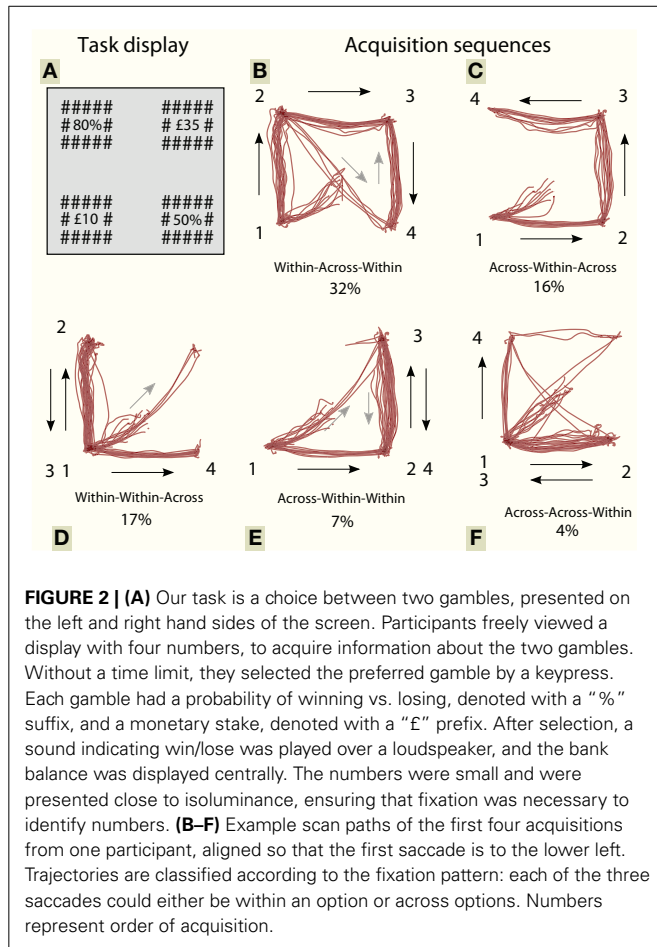 Task display
Acquisition sequences
A
##### #####
#80%# #£35 #
##### #####
##### #####
#£10 # #50%#
##### #####
B
2 3
1 4
Within-Across-Within
32%
C
4 3
1 2
Across-Within-Across
16%
2
3 1 4
Within-Within-Across
17%
D
3
1 2 4
Across-Within-Within
7%
E
4
1 2
3
Across-Across-Within
4%
F
FIGURE 2 | (A) Our task is a choice between two gambles, presented on
the left and right hand sides of the screen. Participants freely viewed a
display with four numbers, to acquire information about the two gambles.
Without a time limit, they selected the preferred gamble by a keypress.
Each gamble had a probability of winning vs. losing, denoted with a “%”
suffix, and a monetary stake, denoted with a “£” prefix. After selection, a
sound indicating win/lose was played over a loudspeaker, and the bank
balance was displayed centrally. The numbers were small and were
presented close to isoluminance, ensuring that fixation was necessary to
identify numbers. (B–F) Example scan paths of the first four acquisitions
from one participant, aligned so that the first saccade is to the lower left.
Trajectories are classified according to the fixation pattern: each of the three
saccades could either be within an option or across options. Numbers
represent order of acquisition.